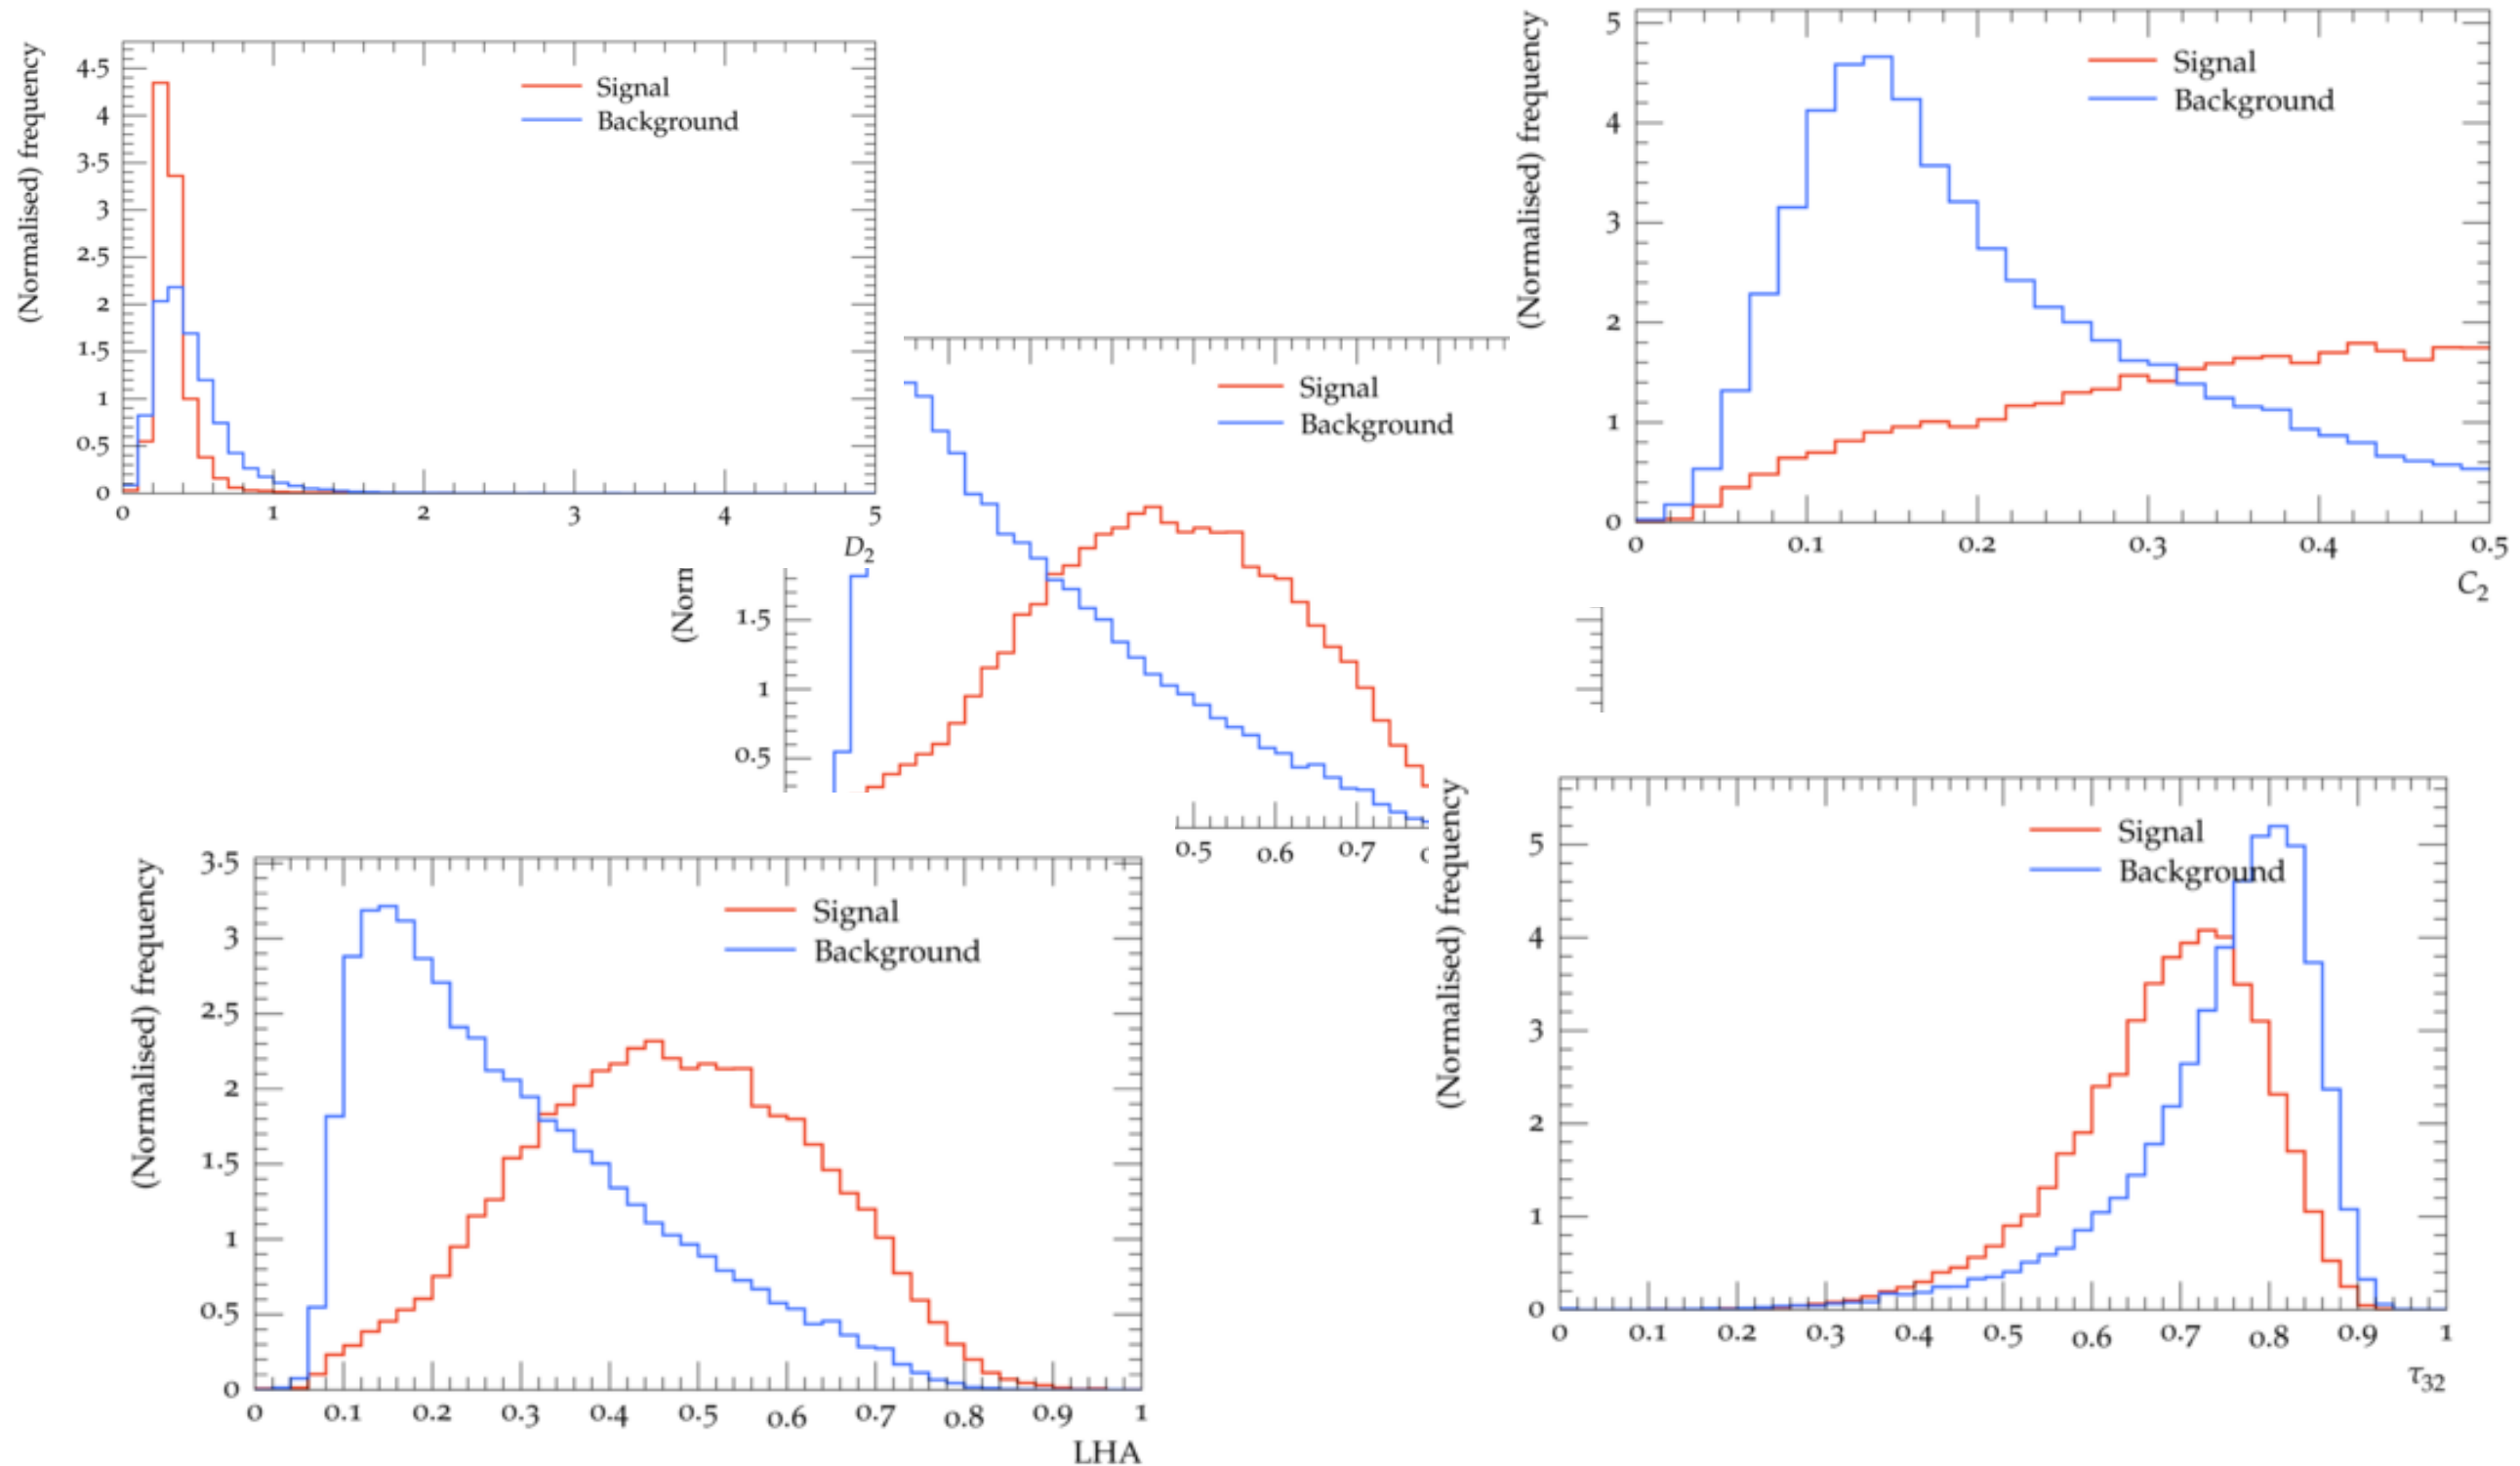 (Normalised) frequency
4.5
4
3.5
3
2.5
2
1.5
1
0.5
0
0 1 2 3 4 5
D2
Signal
Background
(Normalised) frequency
5
4
3
2
1
0
0 0.1 0.2 0.3 0.4 0.5
C2
Signal
Background
(Norn
1.5
1
0.5
Signal
Background
0.5 0.6 0.7
(Normalised) frequency
3.5
3
2.5
2
1.5
1
0.5
0
0 0.1 0.2 0.3 0.4 0.5 0.6 0.7 0.8 0.9 1
LHA
Signal
Background
(Normalised) frequency
5
4
3
2
1
0
0 0.1 0.2 0.3 0.4 0.5 0.6 0.7 0.8 0.9 1
τ32
Signal
Background